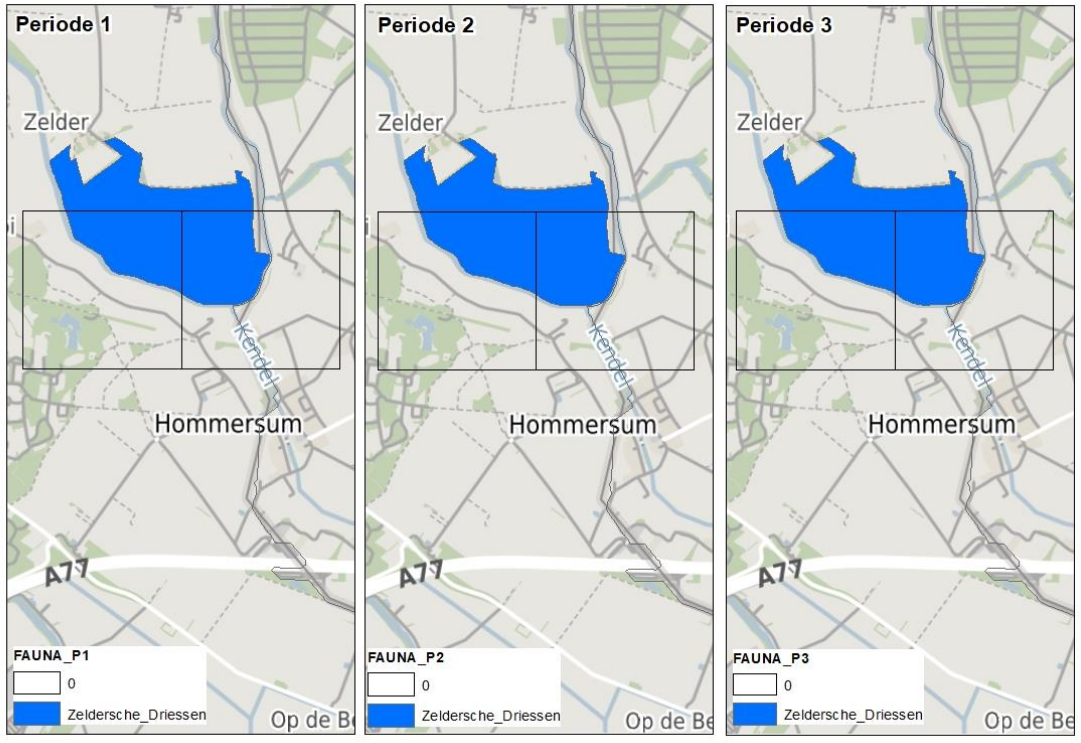 Periode 1
Zelder
Kendel
Hommersum
A77
FAUNA_P1
0
Zeldersche_Driessen
Op de Be
Periode 2
Zelder
Kendel
Hommersum
A77
FAUNA_P2
0
Zeldersche_Driessen
Op de Be
Periode 3
Zelder
Kendel
Hommersum
A77
FAUNA_P3
0
Zeldersche_Driessen
Op de Be